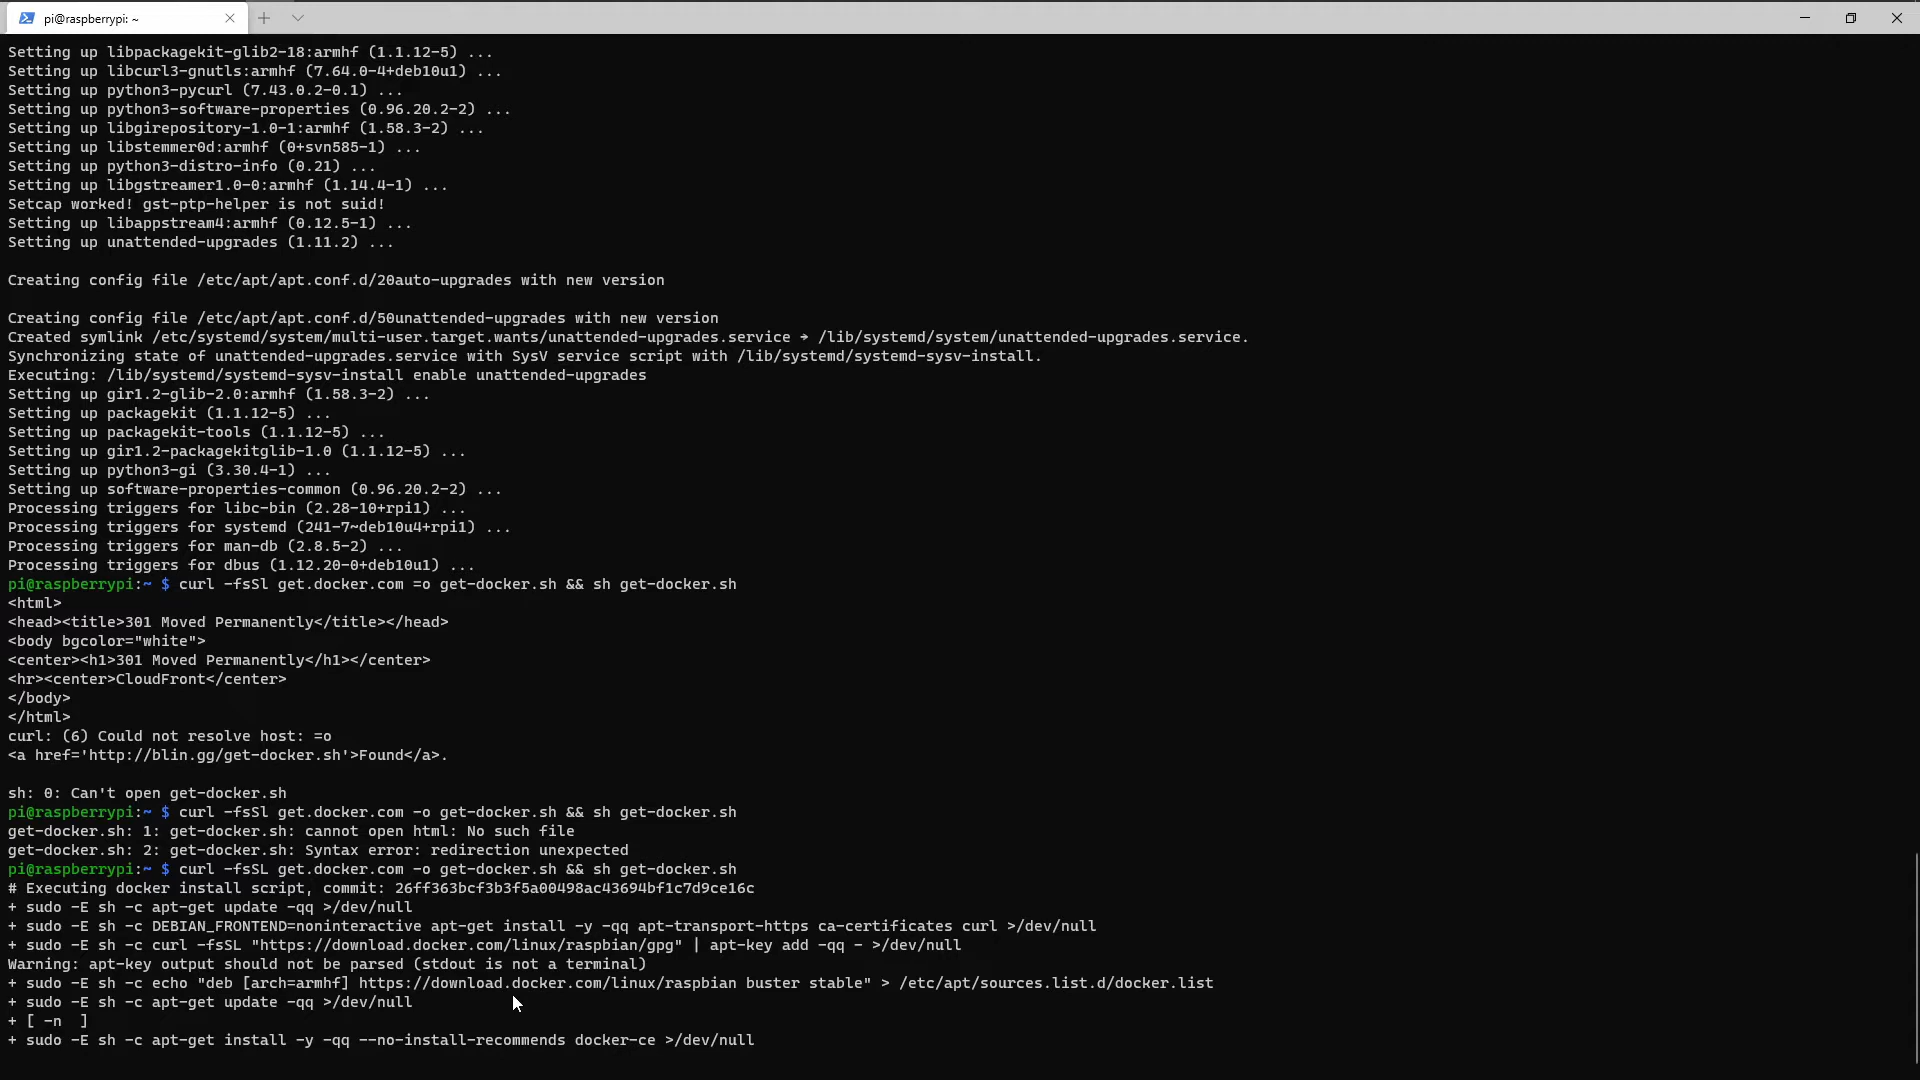 pi@raspberrypi: ~
Setting up libpackagekit-glib2-18:armhf (1.1.12-5) ...
Setting up libcurl3-gnutls:armhf (7.64.0-4+deb10u1) ...
Setting up python3-pycurl (7.43.0.2-0.1) ...
Setting up python3-software-properties (0.96.20.2-2) ...
Setting up libgirepository-1.0-1:armhf (1.58.3-2) ...
Setting up libstemmer0d:armhf (0+svn585-1) ...
Setting up python3-distro-info (0.21) ...
Setting up libgstreamer1.0-0:armhf (1.14.4-1) ...
Setcap worked! gst-ptp-helper is not suid!
Setting up libappstream4:armhf (0.12.5-1) ...
Setting up unattended-upgrades (1.11.2) ...
Creating config file /etc/apt/apt.conf.d/20auto-upgrades with new version
Creating config file /etc/apt/apt.conf.d/50unattended-upgrades with new version
Created symlink /etc/systemd/system/multi-user.target.wants/unattended-upgrades.service → /lib/systemd/system/unattended-upgrades.service.
Synchronizing state of unattended-upgrades.service with SysV service script with /lib/systemd/systemd-sysv-install.
Executing: /lib/systemd/systemd-sysv-install enable unattended-upgrades
Setting up gir1.2-glib-2.0:armhf (1.58.3-2) ...
Setting up packagekit (1.1.12-5) ...
Setting up packagekit-tools (1.1.12-5) ...
Setting up gir1.2-packagekitglib-1.0 (1.1.12-5) ...
Setting up python3-gi (3.30.4-1) ...
Setting up software-properties-common (0.96.20.2-2) ...
Processing triggers for libc-bin (2.28-10+rpi1) ...
Processing triggers for systemd (241-7~deb10u4+rpi1) ...
Processing triggers for man-db (2.8.5-2) ...
Processing triggers for dbus (1.12.20-0+deb10u1) ...
pi@raspberrypi:~ $ curl -fsSl get.docker.com =o get-docker.sh && sh get-docker.sh
<html>
<head><title>301 Moved Permanently</title></head>
<body bgcolor="white">
<center><h1>301 Moved Permanently</h1></center>
<hr><center>CloudFront</center>
</body>
</html>
curl: (6) Could not resolve host: =o
<a href='http://blin.gg/get-docker.sh'>Found</a>.
sh: 0: Can't open get-docker.sh
pi@raspberrypi:~ $ curl -fsSl get.docker.com -o get-docker.sh && sh get-docker.sh
get-docker.sh: 1: get-docker.sh: cannot open html: No such file
get-docker.sh: 2: get-docker.sh: Syntax error: redirection unexpected
pi@raspberrypi:~ $ curl -fsSL get.docker.com -o get-docker.sh && sh get-docker.sh
# Executing docker install script, commit: 26ff363bcf3b3f5a00498ac43694bf1c7d9ce16c
+ sudo -E sh -c apt-get update -qq >/dev/null
+ sudo -E sh -c DEBIAN_FRONTEND=noninteractive apt-get install -y -qq apt-transport-https ca-certificates curl >/dev/null
+ sudo -E sh -c curl -fsSL "https://download.docker.com/linux/raspbian/gpg" | apt-key add -qq - >/dev/null
Warning: apt-key output should not be parsed (stdout is not a terminal)
+ sudo -E sh -c echo "deb [arch=armhf] https://download.docker.com/linux/raspbian buster stable" > /etc/apt/sources.list.d/docker.list
+ sudo -E sh -c apt-get update -qq >/dev/null
+ [ -n  ]
+ sudo -E sh -c apt-get install -y -qq --no-install-recommends docker-ce >/dev/null